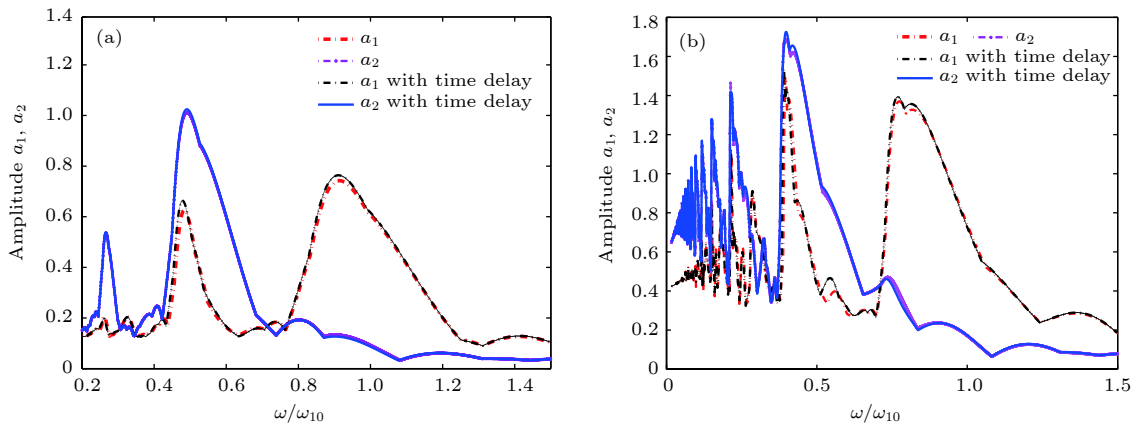 (a)
a₁
a₂
a₁ with time delay
a₂ with time delay
Amplitude a₁, a₂
1.4
1.2
1.0
0.8
0.6
0.4
0.2
0
0.2 0.4 0.6 0.8 1.0 1.2 1.4
ω/ω₁₀
(b)
a₁ a₂
a₁ with time delay
a₂ with time delay
Amplitude a₁, a₂
1.8
1.6
1.4
1.2
1.0
0.8
0.6
0.4
0.2
0
0 0.5 1.0 1.5
ω/ω₁₀